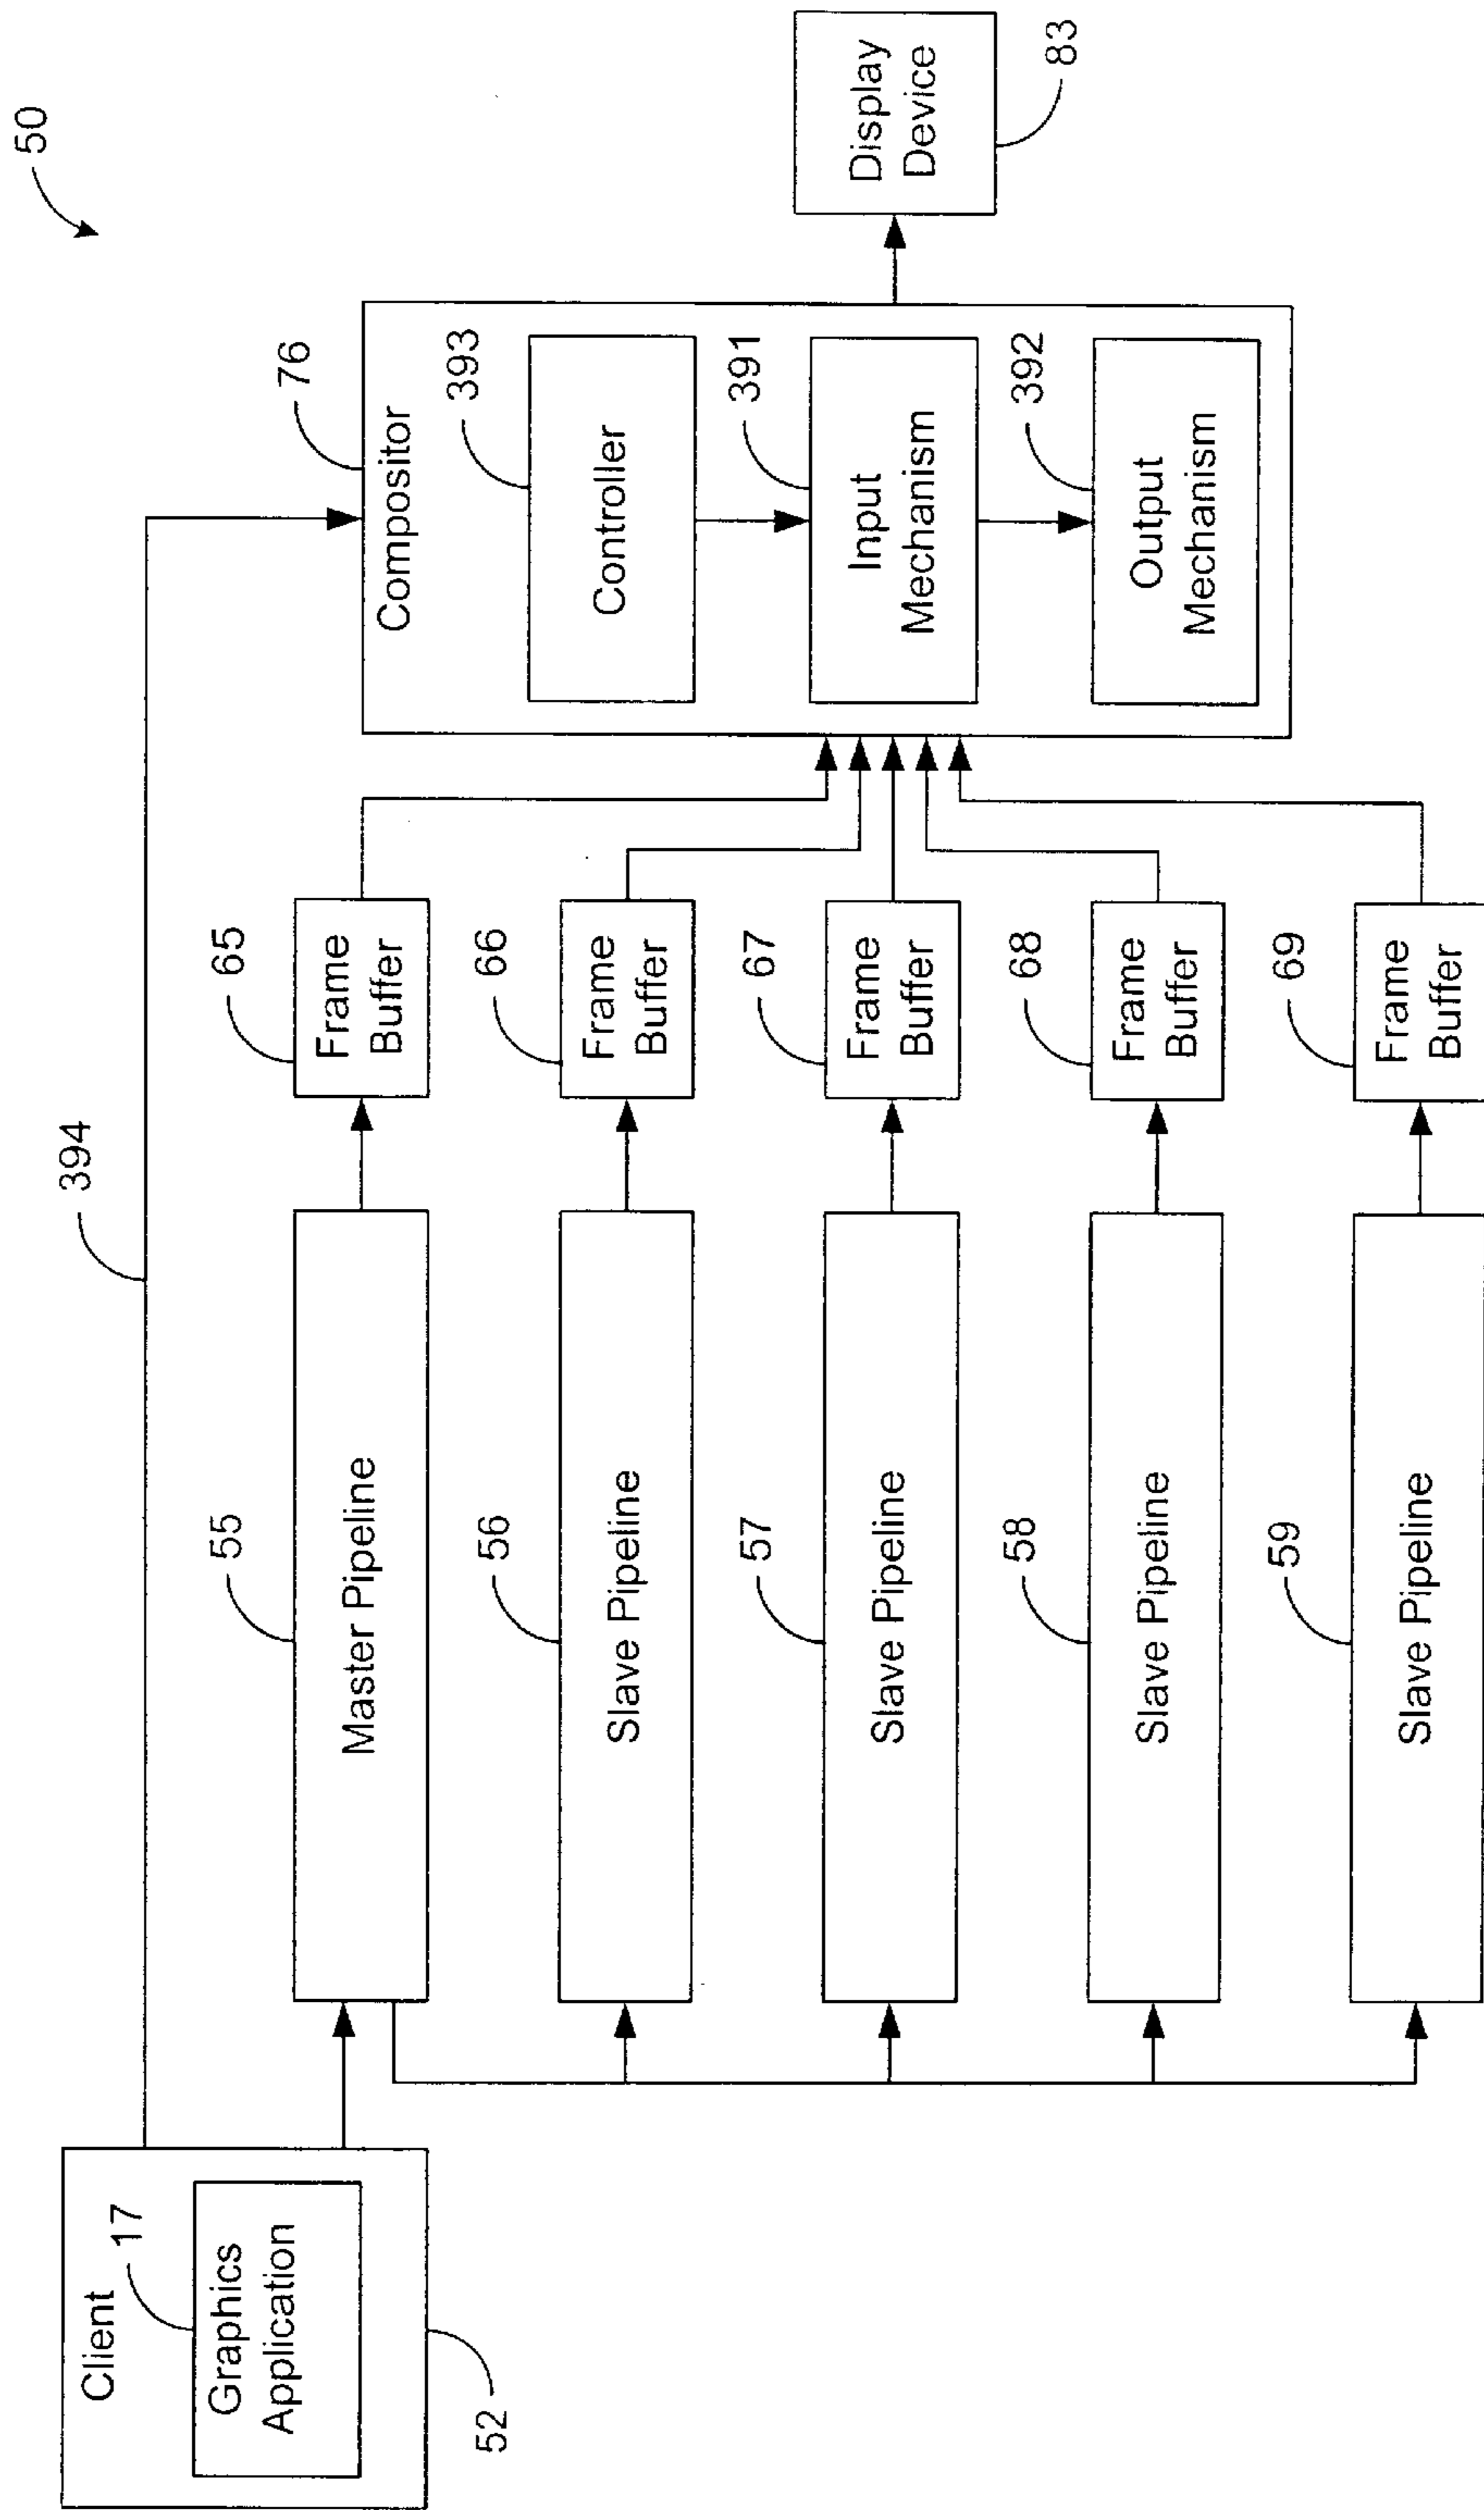 50
Client
17
Graphics
Application
52
394
55
Master Pipeline
65
Frame
Buffer
56
Slave Pipeline
66
Frame
Buffer
57
Slave Pipeline
67
Frame
Buffer
58
Slave Pipeline
68
Frame
Buffer
59
Slave Pipeline
69
Frame
Buffer
76
Compositor
393
Controller
391
Input
Mechanism
392
Output
Mechanism
Display
Device
83